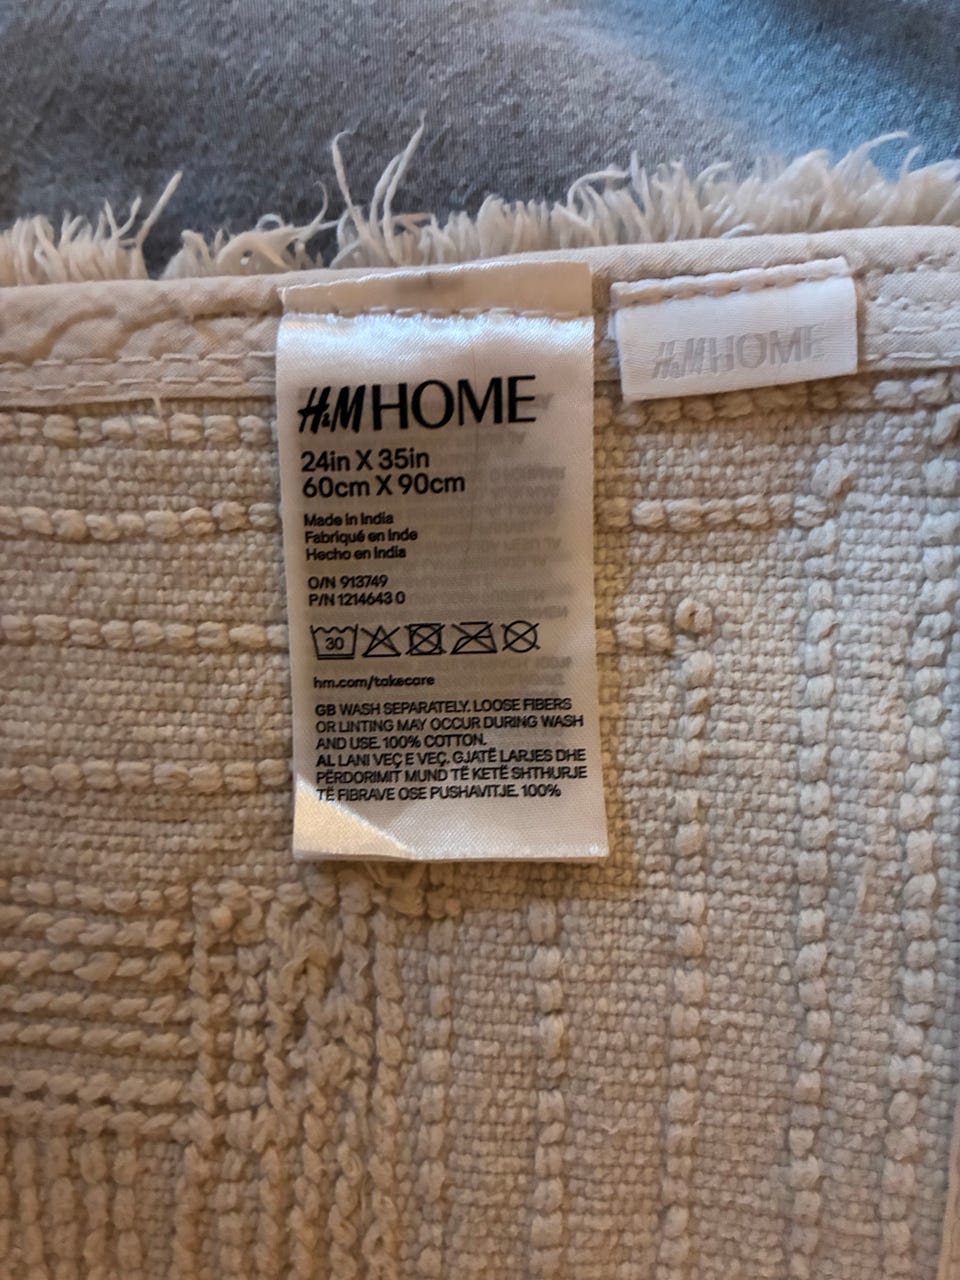 H&M HOME
24in X 35in
60cm X 90cm
Made in India
Fabriqué en Inde
Hecho en India
O/N 913749
P/N 1214643 0
30
hm.com/takecare
GB WASH SEPARATELY. LOOSE FIBERS
OR LINTING MAY OCCUR DURING WASH
AND USE. 100% COTTON.
AL LANI VEÇ E VEÇ. GJATË LARJES DHE
PËRDORIMIT MUND TË KETË SHTHURJE
TË FIBRAVE OSE PUSHAVITJE. 100%
H&M HOME